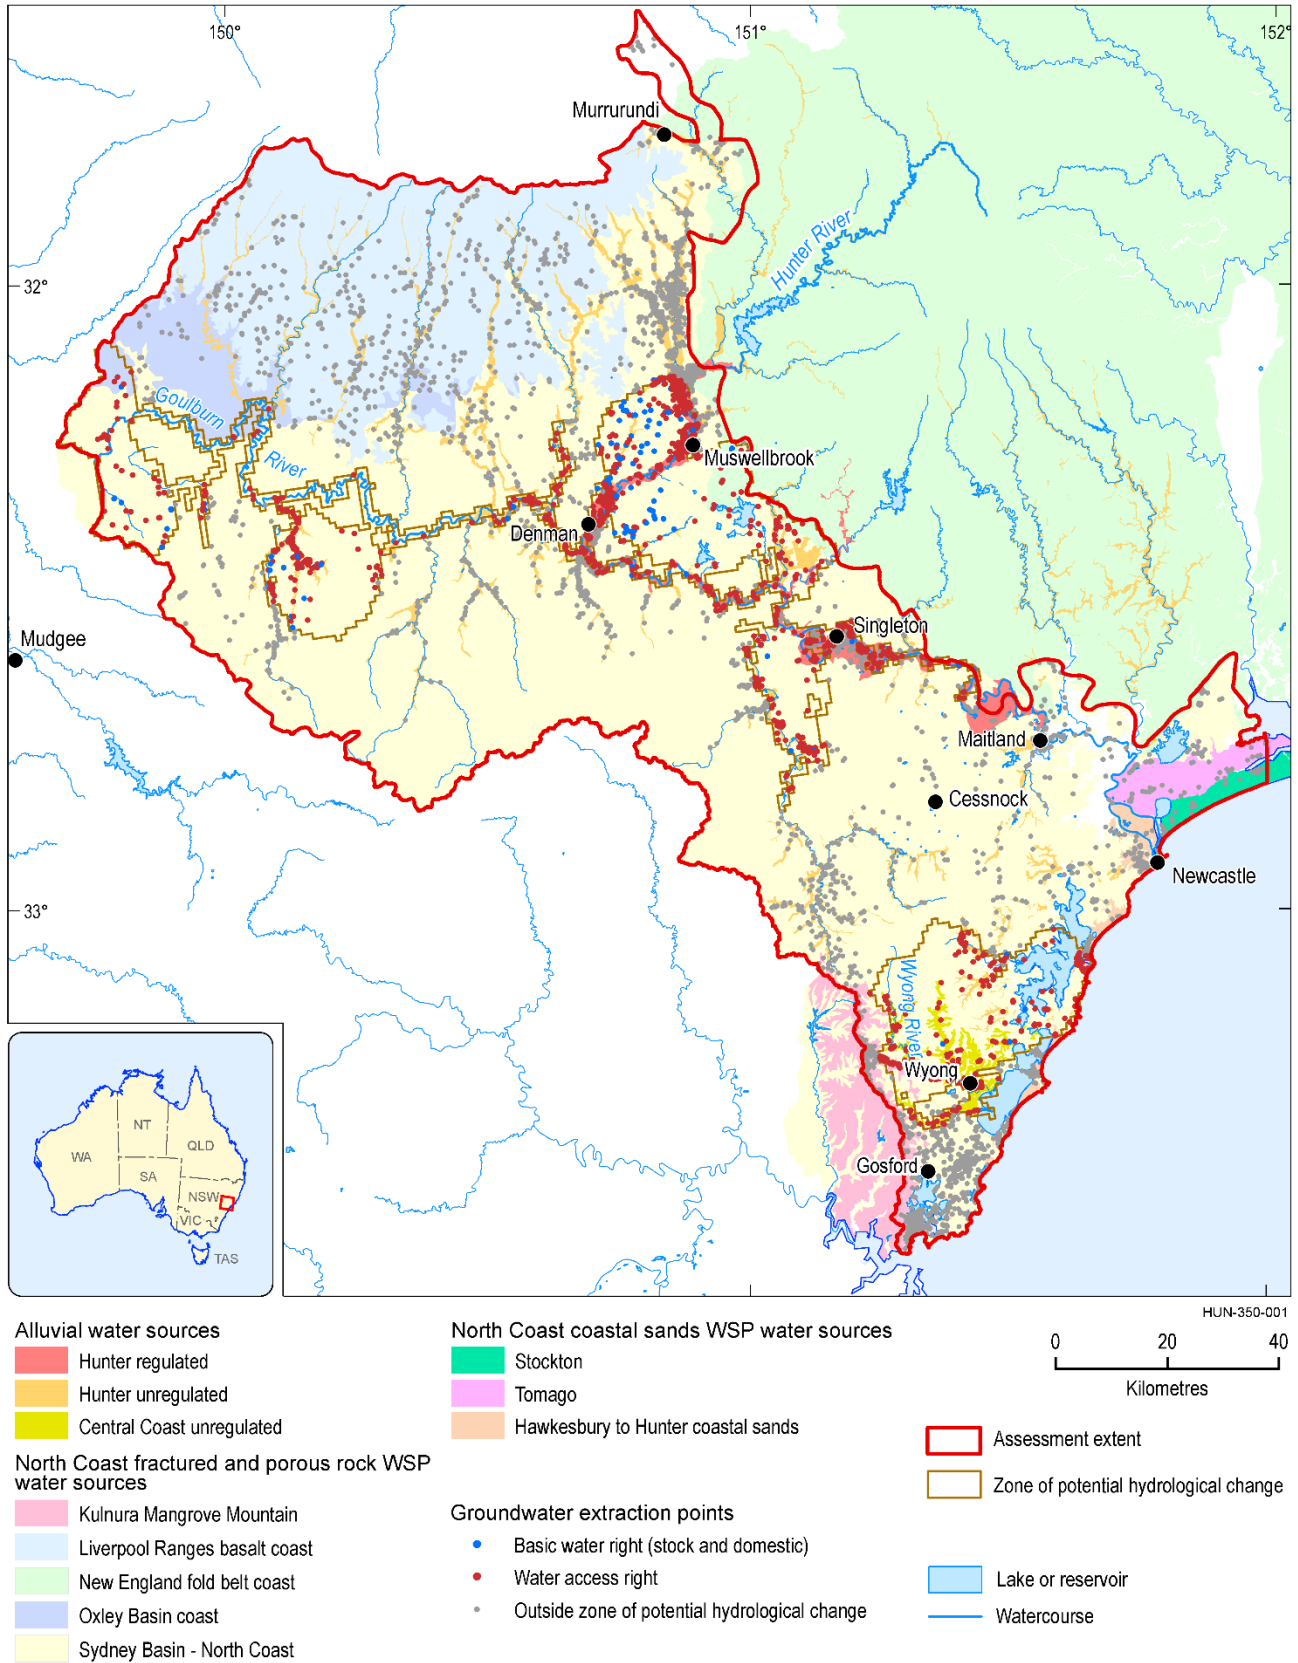 150°
151°
152°
Murrurundi
Hunter River
32°
Goulburn
River
Muswellbrook
Denman
Singleton
Mudgee
Maitland
Cessnock
Newcastle
33°
Wyong River
Wyong
Gosford
NT
QLD
WA
SA
NSW
VIC
TAS
HUN-350-001
Alluvial water sources
Hunter regulated
Hunter unregulated
Central Coast unregulated
North Coast fractured and porous rock WSP
water sources
Kulnura Mangrove Mountain
Liverpool Ranges basalt coast
New England fold belt coast
Oxley Basin coast
Sydney Basin - North Coast
North Coast coastal sands WSP water sources
Stockton
Tomago
Hawkesbury to Hunter coastal sands
Groundwater extraction points
Basic water right (stock and domestic)
Water access right
Outside zone of potential hydrological change
0 20 40
Kilometres
Assessment extent
Zone of potential hydrological change
Lake or reservoir
Watercourse